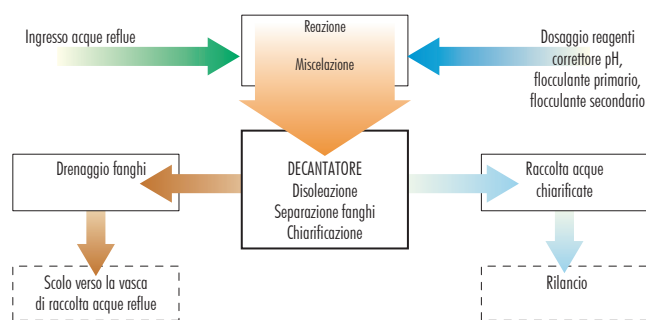 Ingresso acque reflue
Reazione
Miscelazione
Dosaggio reagenti
correttore pH,
flocculante primario,
flocculante secondario
Drenaggio fanghi
DECANTATORE
Disoleazione
Separazione fanghi
Chiarificazione
Raccolta acque
chiarificate
Scolo verso la vasca
di raccolta acque reflue
Rilancio